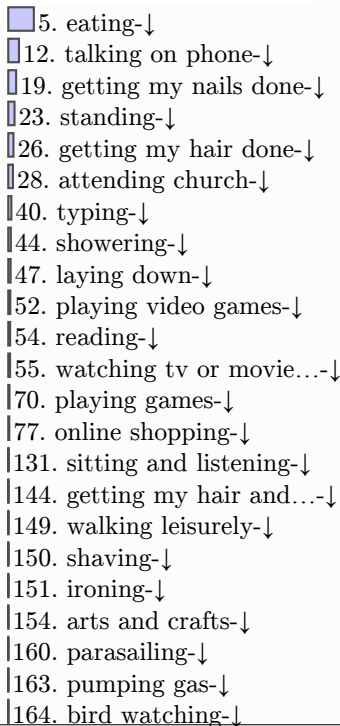 5. eating-↓
12. talking on phone-↓
19. getting my nails done-↓
23. standing-↓
26. getting my hair done-↓
28. attending church-↓
40. typing-↓
44. showering-↓
47. laying down-↓
52. playing video games-↓
54. reading-↓
55. watching tv or movie…-↓
70. playing games-↓
77. online shopping-↓
131. sitting and listening-↓
144. getting my hair and…-↓
149. walking leisurely-↓
150. shaving-↓
151. ironing-↓
154. arts and crafts-↓
160. parasailing-↓
163. pumping gas-↓
164. bird watching-↓